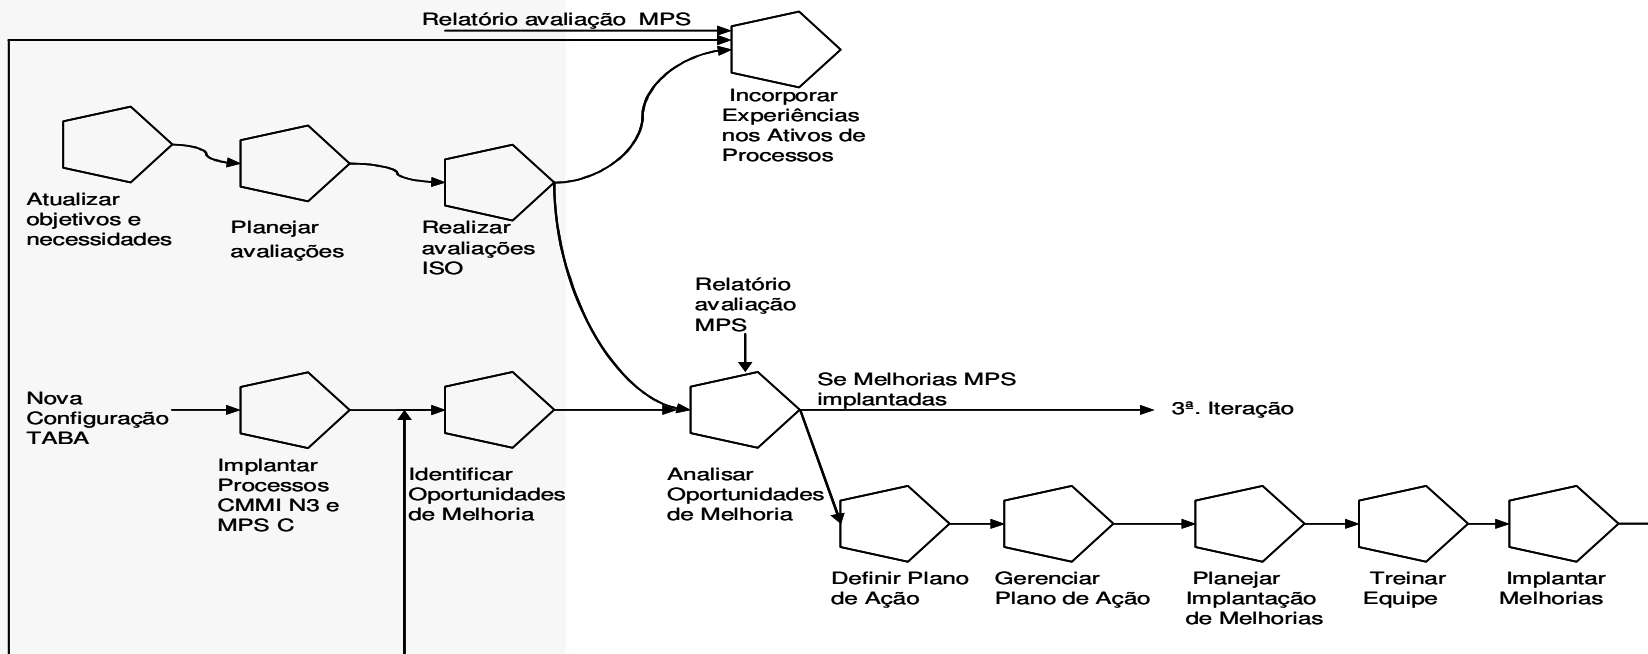 Relatório avaliação  MPS
Incorporar
Experiências
nos Ativos de
Processos
Atualizar
objetivos e
necessidades
Planejar
avaliações
Realizar
avaliações
ISO
Relatório
avaliação
MPS
Nova
Configuração
TABA
Implantar
Processos
CMMI N3 e
MPS C
Identificar
Oportunidades
de Melhoria
Analisar
Oportunidades
de Melhoria
Se Melhorias MPS
implantadas
3ª. Iteração
Definir Plano
de Ação
Gerenciar
Plano de Ação
Planejar
Implantação
de Melhorias
Treinar
Equipe
Implantar
Melhorias